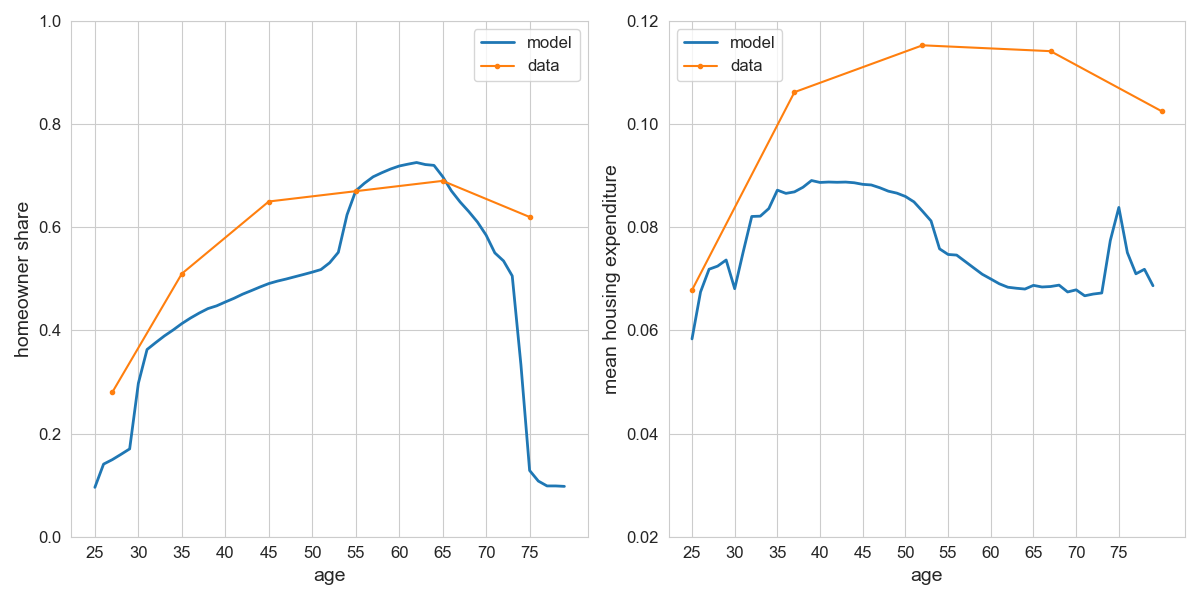 homeowner share
1.0
0.8
0.6
0.4
0.2
0.0
model
data
25 30 35 40 45 50 55 60 65 70 75
age
mean housing expenditure
0.12
0.10
0.08
0.06
0.04
0.02
model
data
25 30 35 40 45 50 55 60 65 70 75
age